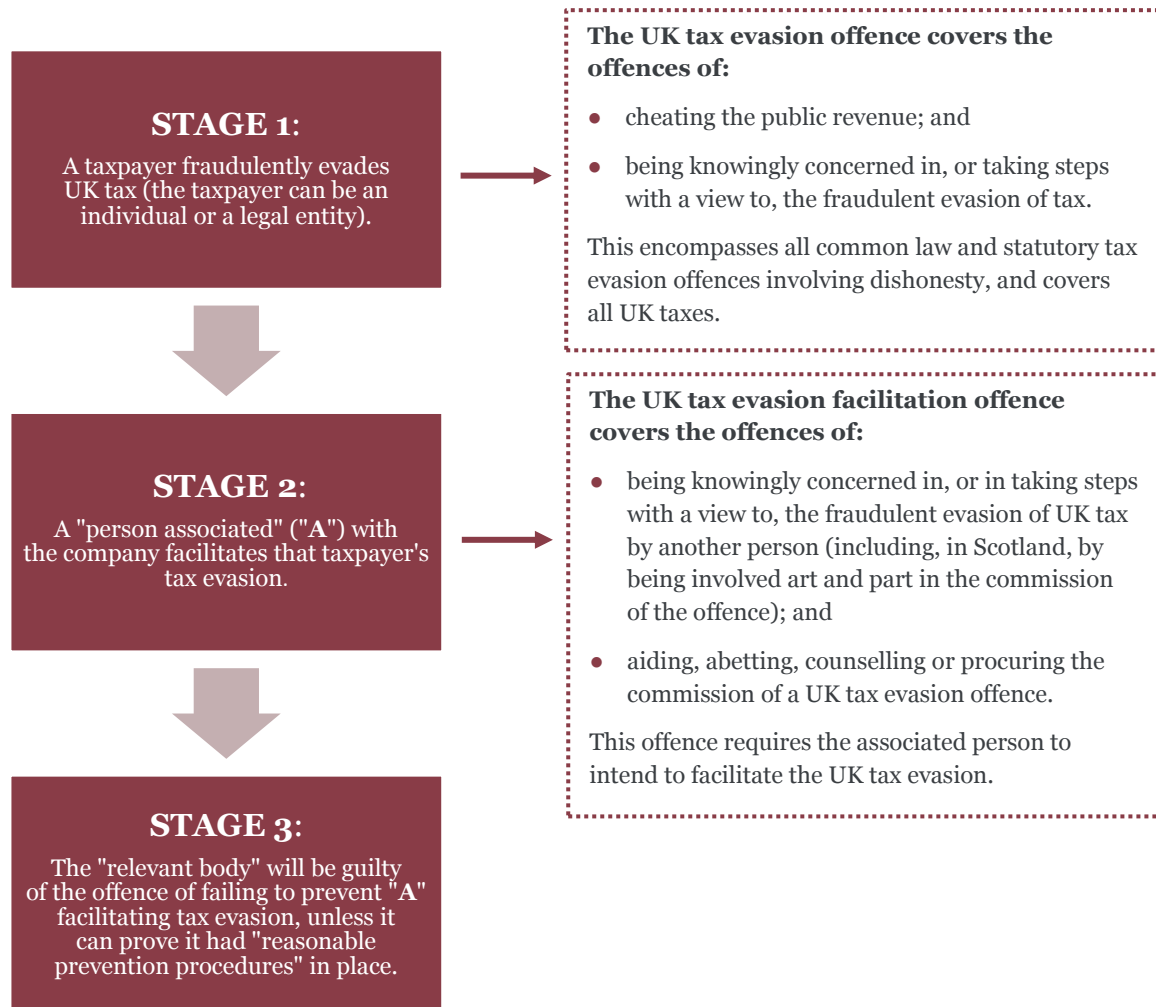 STAGE 1:
A taxpayer fraudulently evades
UK tax (the taxpayer can be an
individual or a legal entity).
The UK tax evasion offence covers the
offences of:
● cheating the public revenue; and
● being knowingly concerned in, or taking steps
with a view to, the fraudulent evasion of tax.
This encompasses all common law and statutory tax
evasion offences involving dishonesty, and covers
all UK taxes.
STAGE 2:
A "person associated" ("A") with
the company facilitates that taxpayer's
tax evasion.
The UK tax evasion facilitation offence
covers the offences of:
● being knowingly concerned in, or in taking steps
with a view to, the fraudulent evasion of UK tax
by another person (including, in Scotland, by
being involved art and part in the commission
of the offence); and
● aiding, abetting, counselling or procuring the
commission of a UK tax evasion offence.
This offence requires the associated person to
intend to facilitate the UK tax evasion.
STAGE 3:
The "relevant body" will be guilty
of the offence of failing to prevent "A"
facilitating tax evasion, unless it
can prove it had "reasonable
prevention procedures" in place.